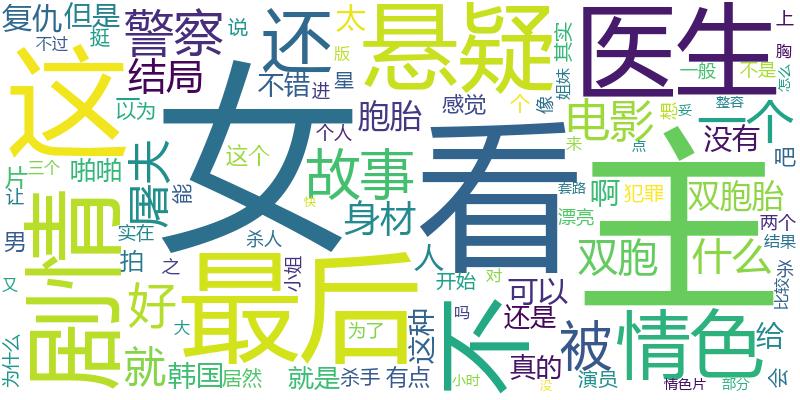 复仇 但是 警察 还 悬疑 太 说 其实 医生 上
不过 挺 版 胸
这 结局 不错 进 星 像 姐妹 一般 不是 怎么
胞胎 感觉 个 电影 想 妥 整容 一个
以为 女 个人 看 主 没有
片 三个 啪啪 屠夫 这个 故事 来 点 吧
让 能 身材 套路 啊 犯罪 双胞胎
剧情 漂亮 两个
男 实在 杀人 人 双胞 什么 结果
拍 之 小姐 最后 开始 对 比较
又 快 可以 张
好 大 为了 吗 不 还是 情色 给
为什么 就 这种 被 会
韩国 居然 就是 杀手 有点 小时 真的 没 演员 情色片 部分